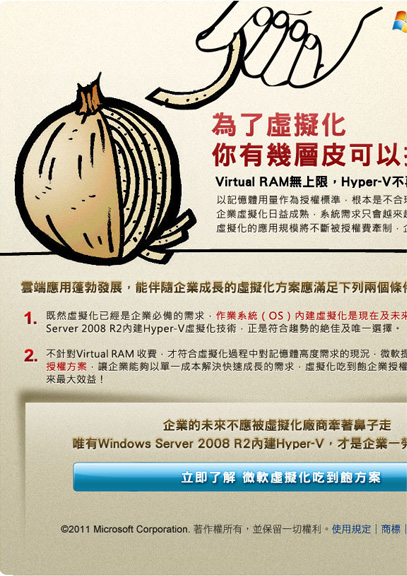 為了虛擬化
你有幾層皮可以
Virtual RAM無上限，Hyper-V不
以記憶體用量作為授權標準，根本是不合
企業虛擬化日益成熟，系統需求只會越來
虛擬化的應用規模將不斷被授權費牽制，
雲端應用蓬勃發展，能伴隨企業成長的虛擬化方案應滿足下列兩個條
1. 既然虛擬化已經是企業必備的需求，作業系統（OS）內建虛擬化是現在及未
Server 2008 R2內建Hyper-V虛擬化技術，正是符合趨勢的絶佳及唯一選擇。
2. 不針對Virtual RAM 收費，才符合虛擬化過程中對記憶體高度需求的現況，微軟
授權方案，讓企業能夠以單一成本解決快速成長的需求，虛擬化吃到飽企業授權
來最大效益！
企業的未來不應被虛擬化廠商牽著鼻子走
唯有Windows Server 2008 R2內建Hyper-V，才是企業一
立即了解 微軟虛擬化吃到飽方案
©2011 Microsoft Corporation. 著作權所有，並保留一切權利。使用規定｜商標｜